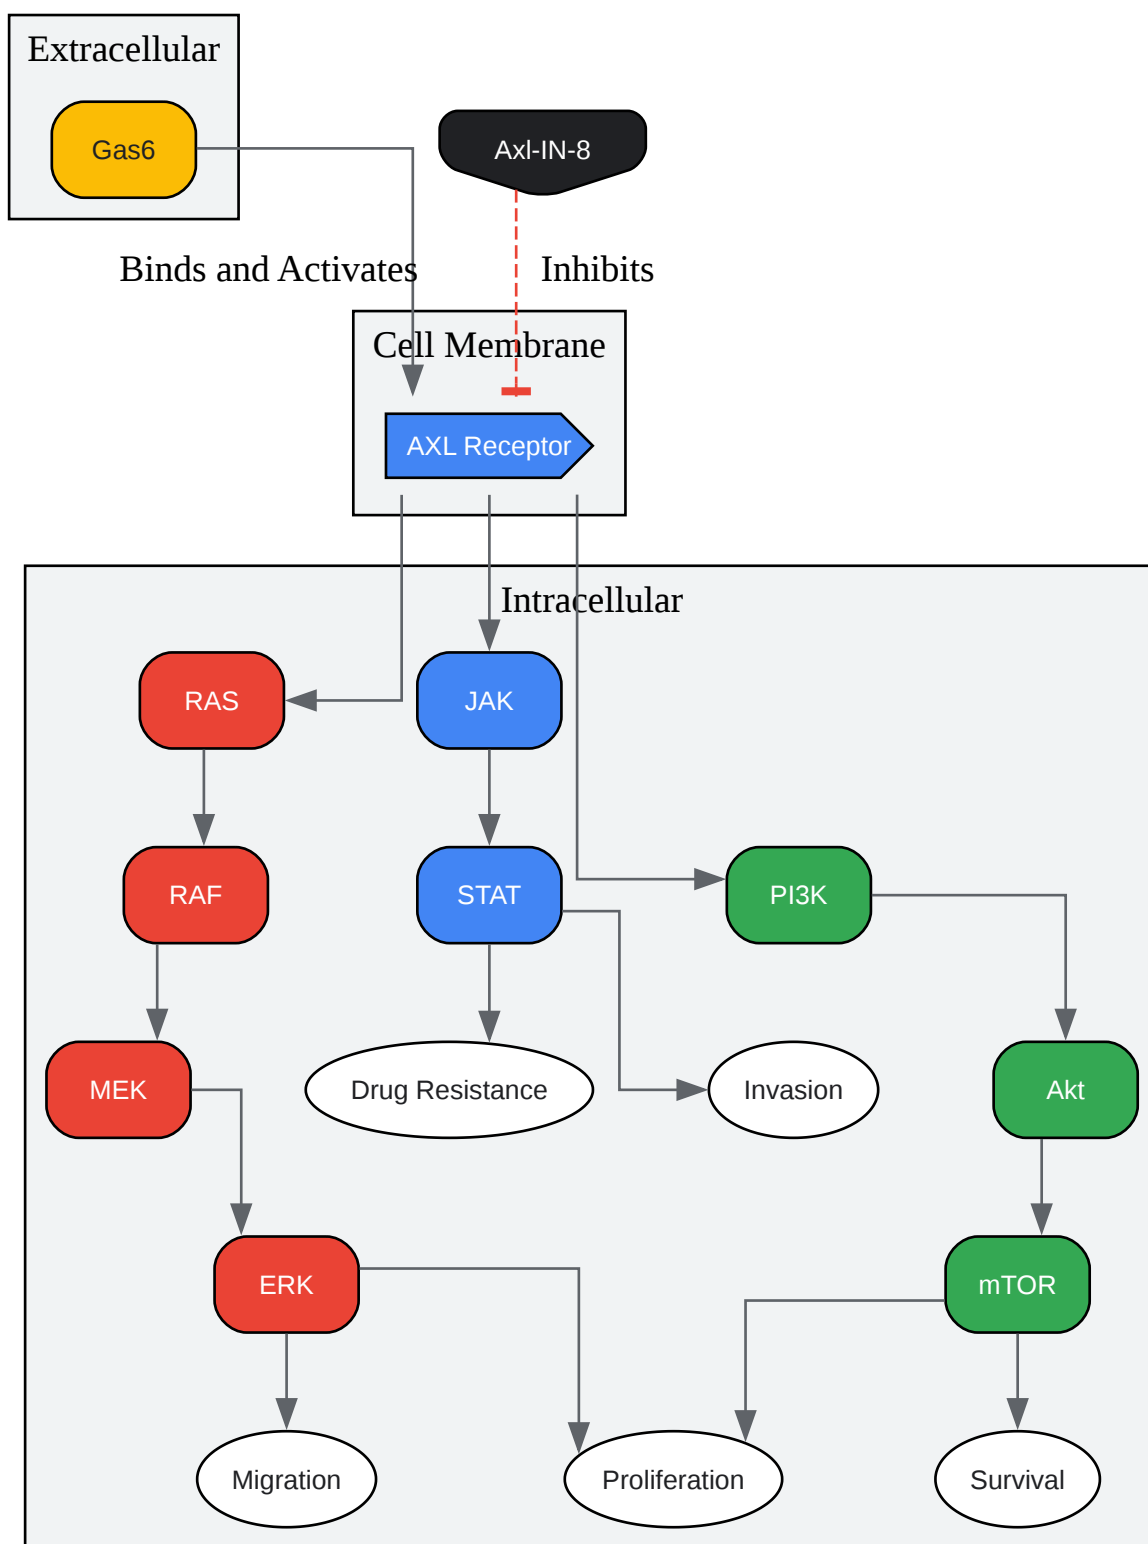 Extracellular
Gas6
Axl-IN-8
Binds and Activates
Inhibits
Cell Membrane
AXL Receptor
Intracellular
RAS
JAK
RAF
STAT
PI3K
MEK
Drug Resistance
Invasion
Akt
ERK
mTOR
Migration
Proliferation
Survival